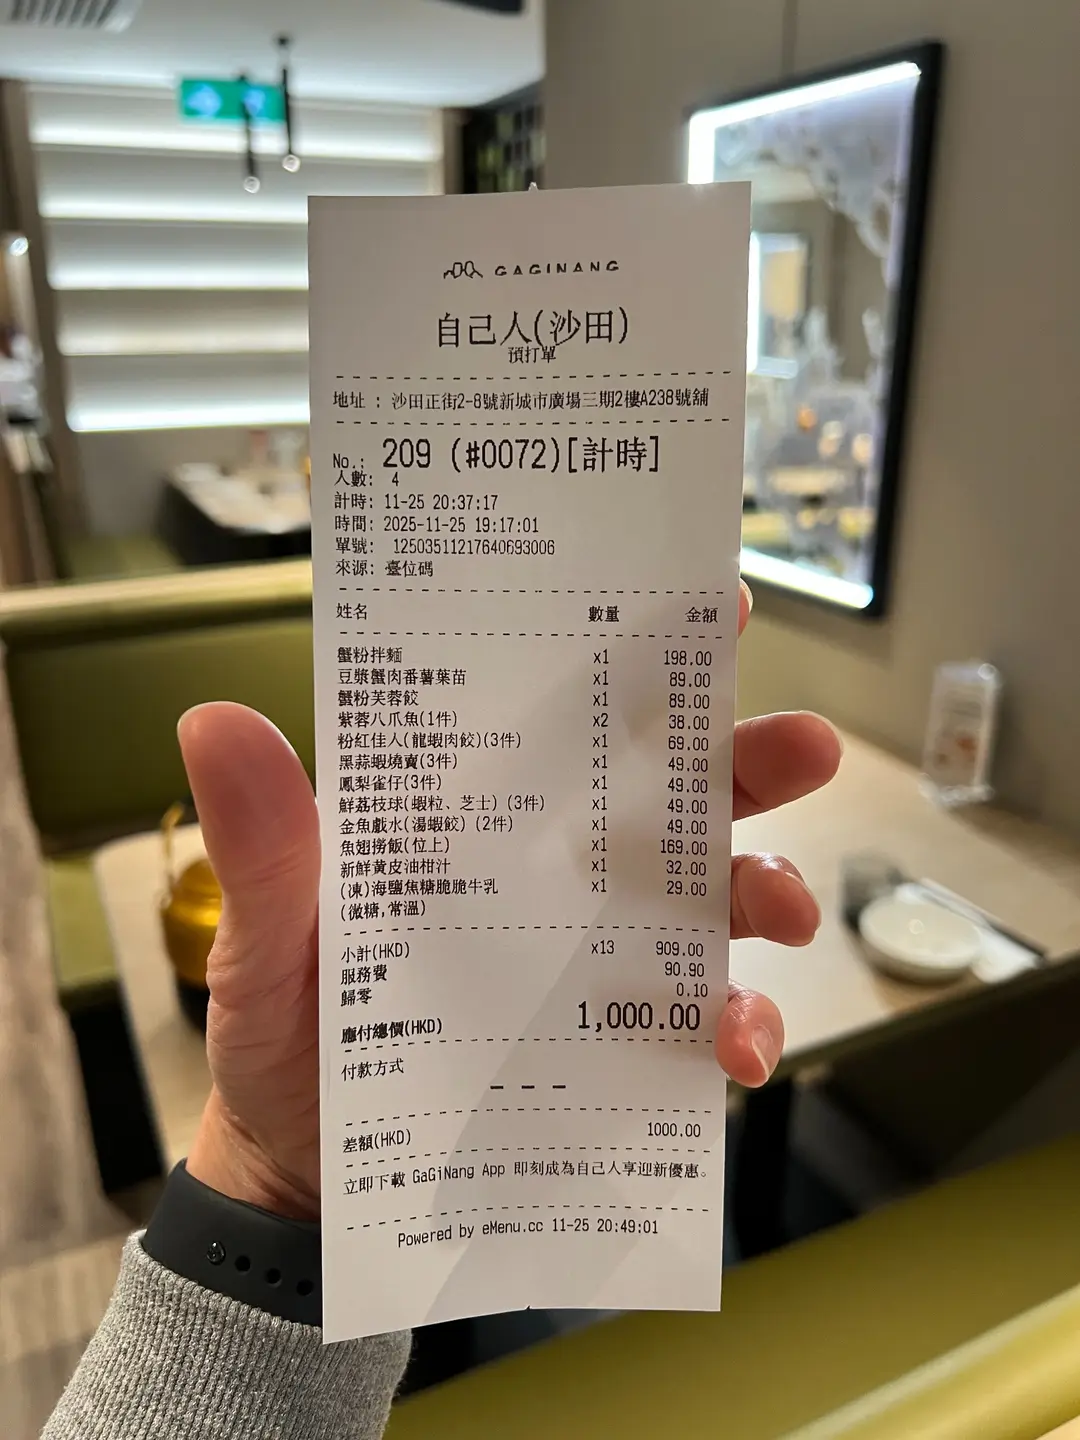 GAGINANG
自己人(沙田)
預打單
地址 : 沙田正街2-8號新城市廣場三期2樓A238號舖
No.: 209 (#0072)[計時]
人數: 4
計時: 11-25 20:37:17
時間: 2025-11-25 19:17:01
單號: 12503511217640693006
來源: 臺位碼
姓名 數量 金額
蟹粉拌麵 x1 198.00
豆漿蟹肉番薯葉苗 x1 89.00
蟹粉芙蓉餃 x1 89.00
紫蓉八爪魚(1件) x2 38.00
粉紅佳人(龍蝦肉餃)(3件) x1 69.00
黑蒜蝦燒賣(3件) x1 49.00
鳳梨雀仔(3件) x1 49.00
鮮荔枝球(蝦粒、芝士)(3件) x1 49.00
金魚戲水(湯蝦餃) (2件) x1 49.00
魚翅撈飯(位上) x1 169.00
新鮮黃皮油柑汁 x1 32.00
(凍)海鹽焦糖脆脆牛乳 x1 29.00
(微糖,常溫)
小計(HKD) x13 909.00
服務費 90.90
歸零 0.10
應付總價(HKD) 1,000.00
付款方式
— — —
差額(HKD) 1000.00
立即下載 GaGiNang App 即刻成為自己人享迎新優惠。
Powered by eMenu.cc 11-25 20:49:01